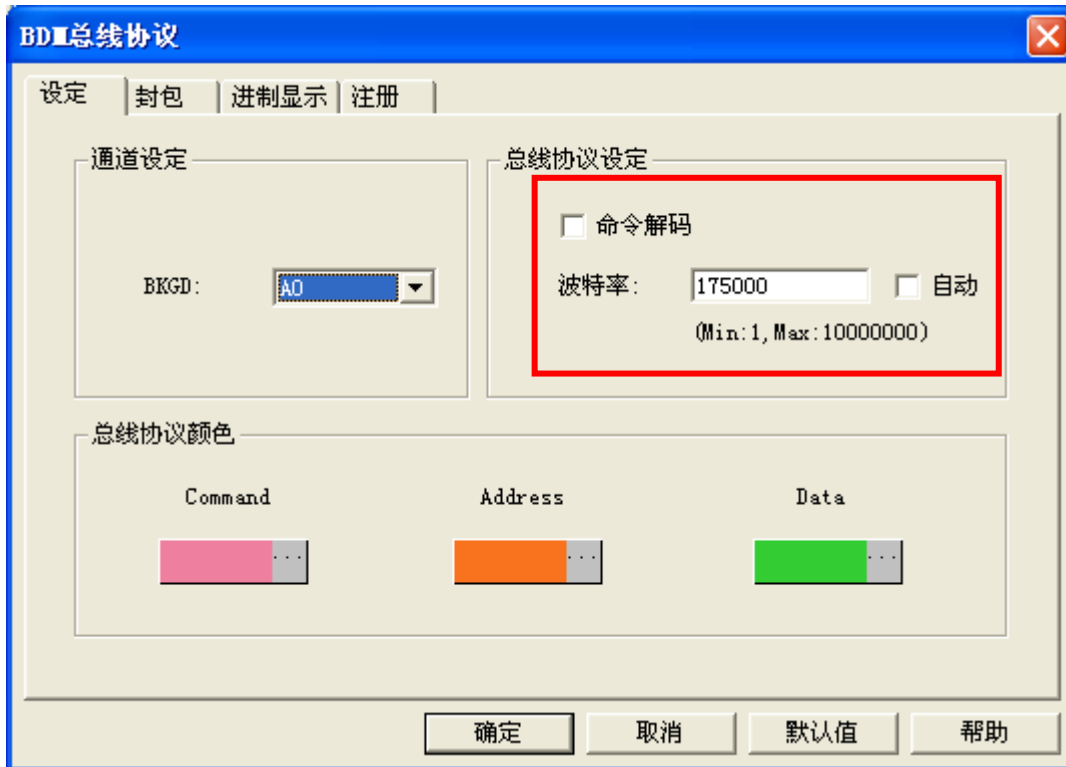 BDM总线协议
设定 封包 进制显示 注册
通道设定
BKGD: A0
总线协议设定
命令解码
波特率: 175000 自动
(Min:1,Max:10000000)
总线协议颜色
Command Address Data
... ... ...
确定 取消 默认值 帮助